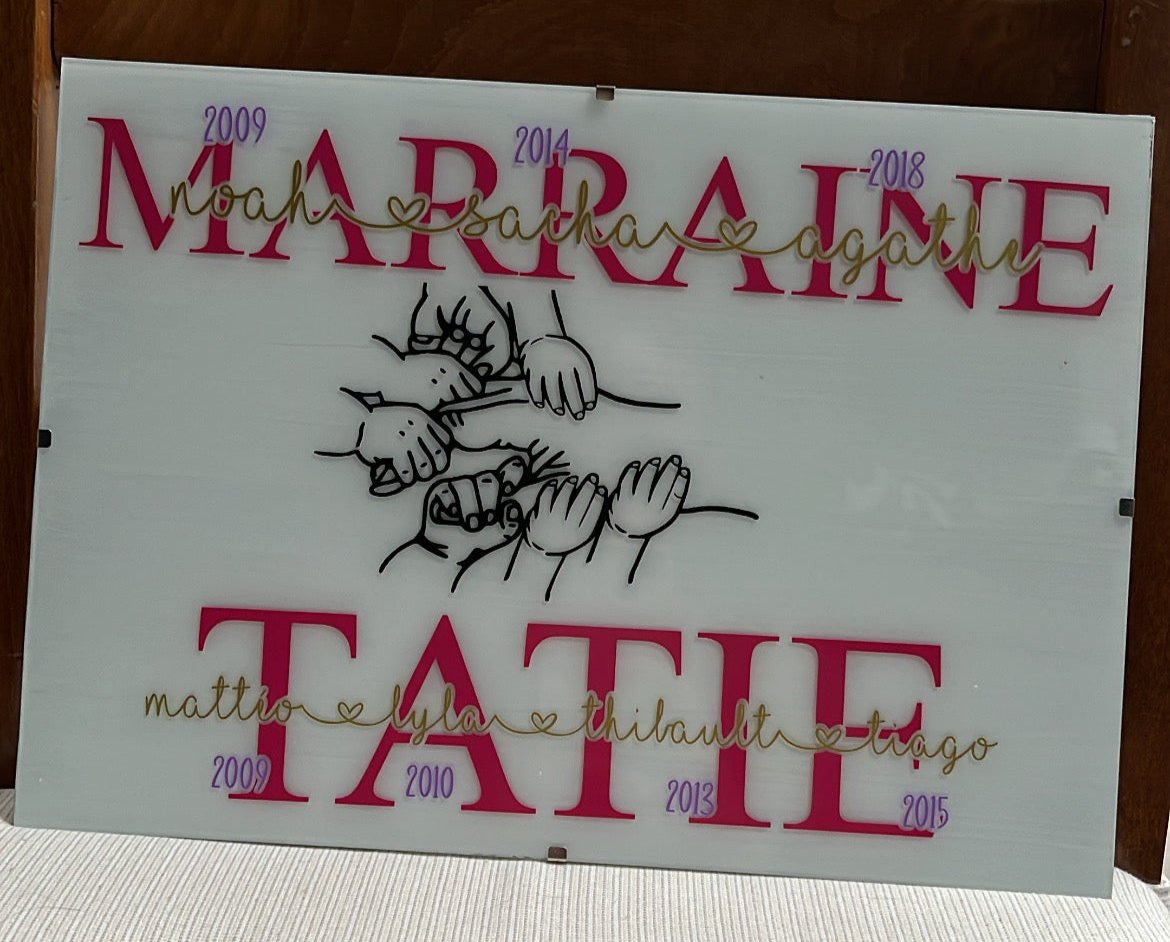 2009 2014 2018
MARRAINE
noah sacha agathe
TATIE
mattéo lyla thibault tiago
2009 2010 2013 2015